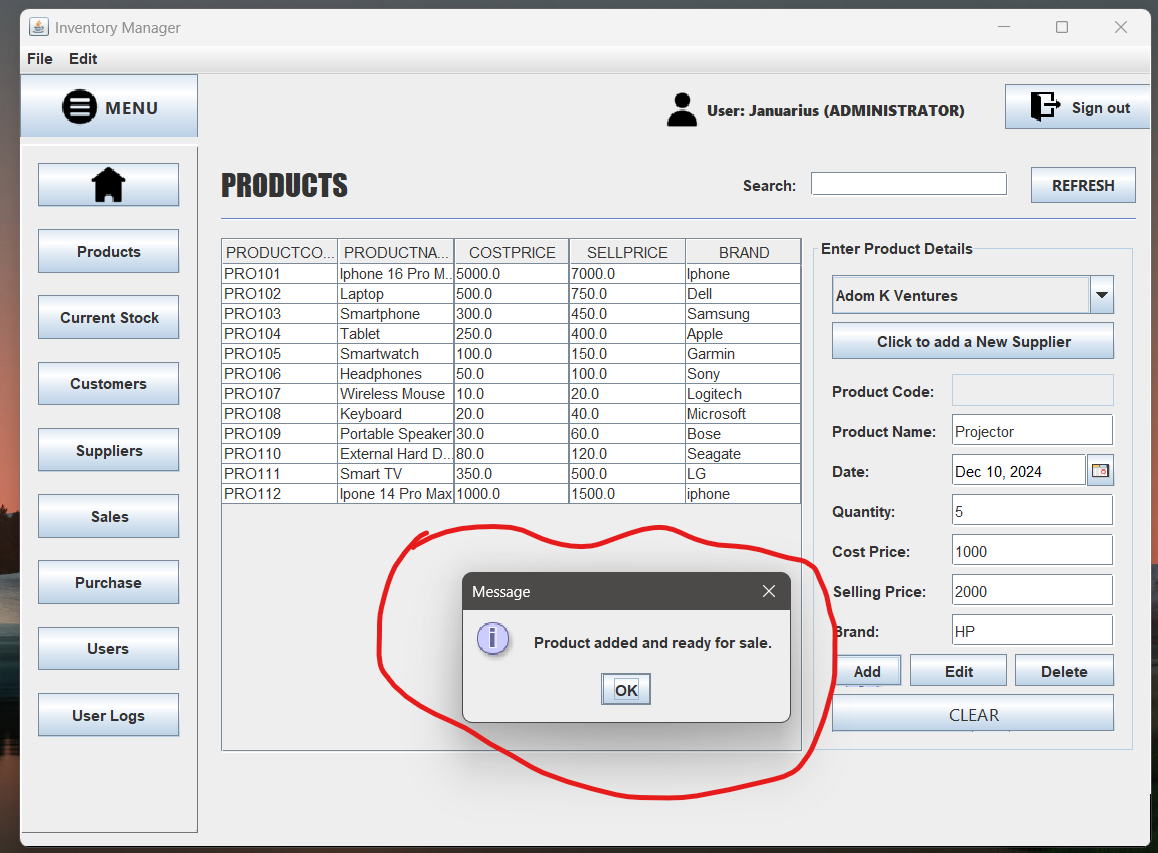 Inventory Manager
File Edit
MENU
User: Januarius (ADMINISTRATOR)
Sign out
Products
Current Stock
Customers
Suppliers
Sales
Purchase
Users
User Logs
PRODUCTS
Search:
REFRESH
PRODUCTCO... PRODUCTNA... COSTPRICE SELLPRICE BRAND
PRO101 Iphone 16 Pro M.. 5000.0 7000.0 Iphone
PRO102 Laptop 500.0 750.0 Dell
PRO103 Smartphone 300.0 450.0 Samsung
PRO104 Tablet 250.0 400.0 Apple
PRO105 Smartwatch 100.0 150.0 Garmin
PRO106 Headphones 50.0 100.0 Sony
PRO107 Wireless Mouse 10.0 20.0 Logitech
PRO108 Keyboard 20.0 40.0 Microsoft
PRO109 Portable Speaker 30.0 60.0 Bose
PRO110 External Hard D... 80.0 120.0 Seagate
PRO111 Smart TV 350.0 500.0 LG
PRO112 Ipone 14 Pro Max 1000.0 1500.0 iphone
Message
Product added and ready for sale.
OK
Enter Product Details
Adom K Ventures
Click to add a New Supplier
Product Code:
Product Name: Projector
Date: Dec 10, 2024
Quantity: 5
Cost Price: 1000
Selling Price: 2000
Brand: HP
Add Edit Delete
CLEAR